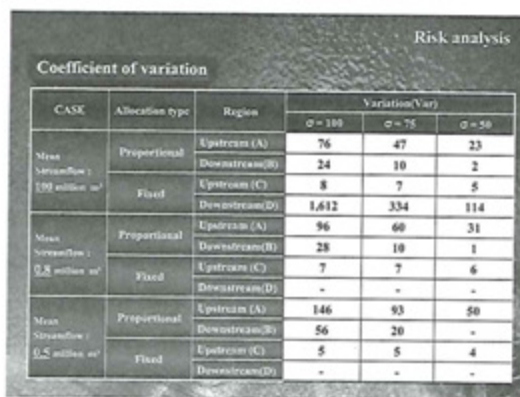 Risk analysis
Coefficient of variation
CASE Allocation type Region Variation(Var)
σ = 100 σ = 75 σ = 50
Mean Streamflow : 100 million m³ Proportional Upstream (A) 76 47 23
Downstream(B) 24 10 2
Fixed Upstream (C) 8 7 5
Downstream(D) 1,612 334 114
Mean Streamflow : 0.8 million m³ Proportional Upstream (A) 96 60 31
Downstream(B) 28 10 1
Fixed Upstream (C) 7 7 6
Downstream(D) - - -
Mean Streamflow : 0.5 million m³ Proportional Upstream (A) 146 93 50
Downstream(B) 56 20 -
Fixed Upstream (C) 5 5 4
Downstream(D) - - -